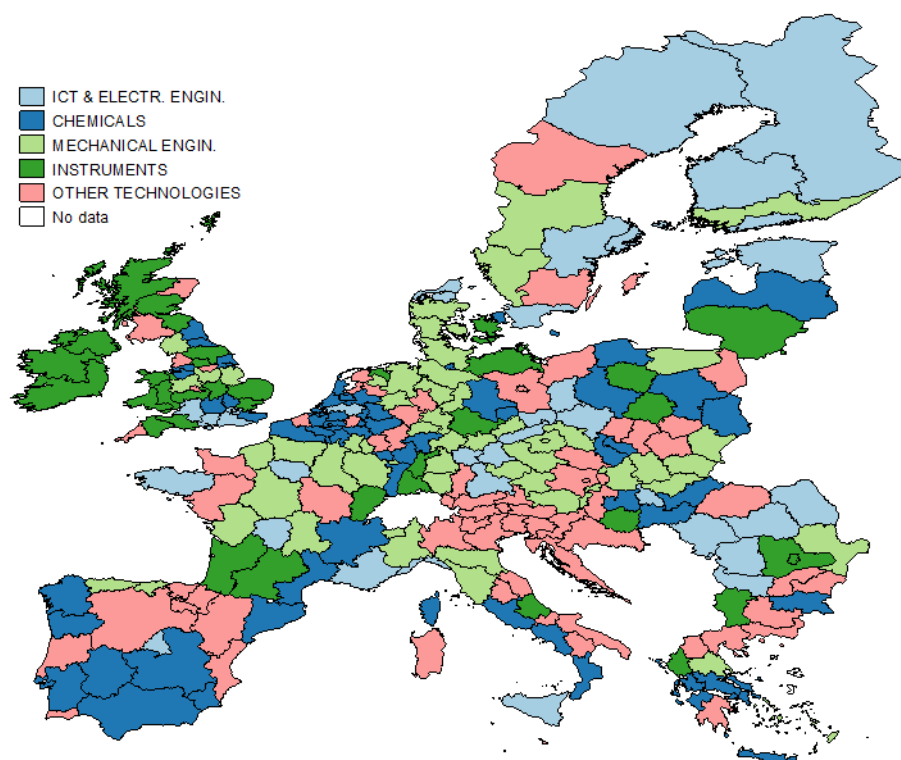 ICT & ELECTR. ENGIN.
CHEMICALS
MECHANICAL ENGIN.
INSTRUMENTS
OTHER TECHNOLOGIES
No data